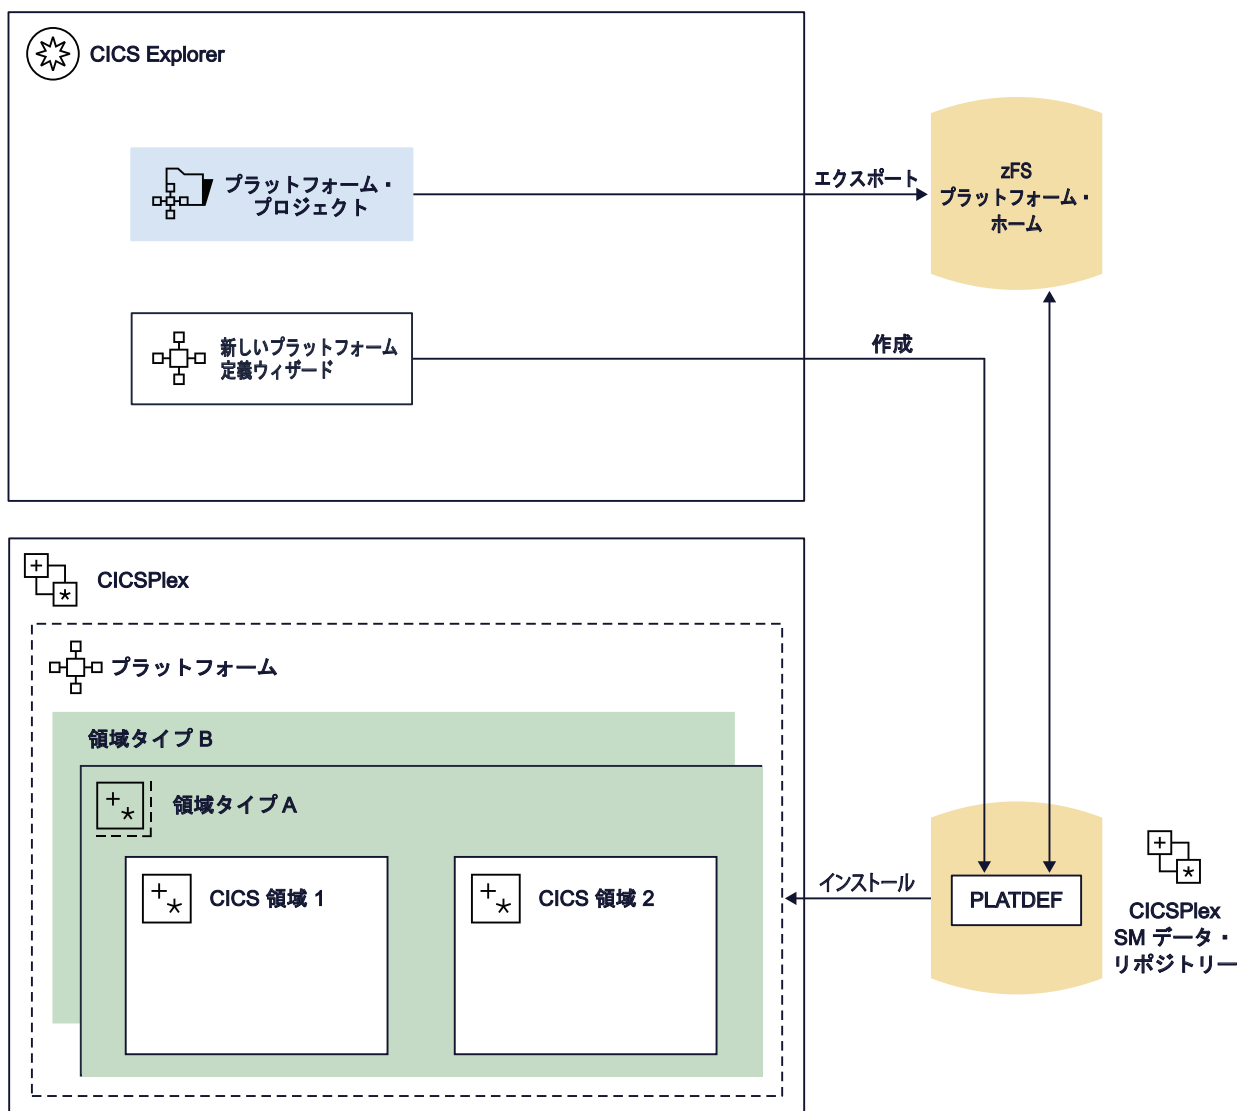 CICS Explorer
プラットフォーム・
プロジェクト
エクスポート
zFS
プラットフォーム・
ホーム
新しいプラットフォーム
定義ウィザード
作成
CICSPlex
プラットフォーム
領域タイプ B
領域タイプ A
CICS 領域 1
CICS 領域 2
インストール
PLATDEF
CICSPlex
SM データ・
リポジトリー